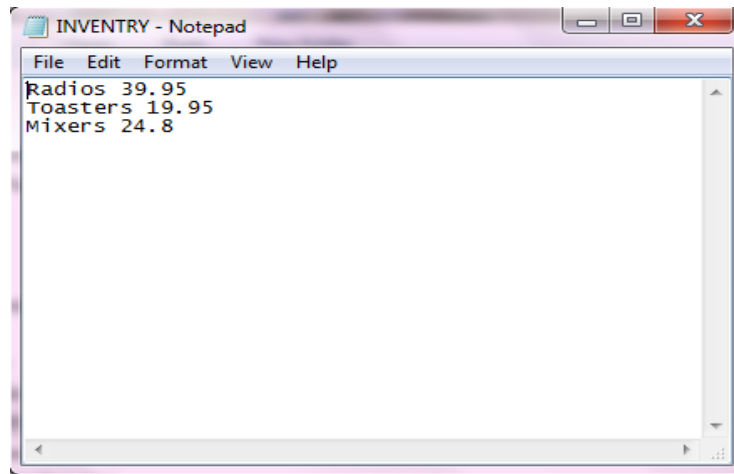 INVENTRY - Notepad
File Edit Format View Help
Radios 39.95
Toasters 19.95
Mixers 24.8